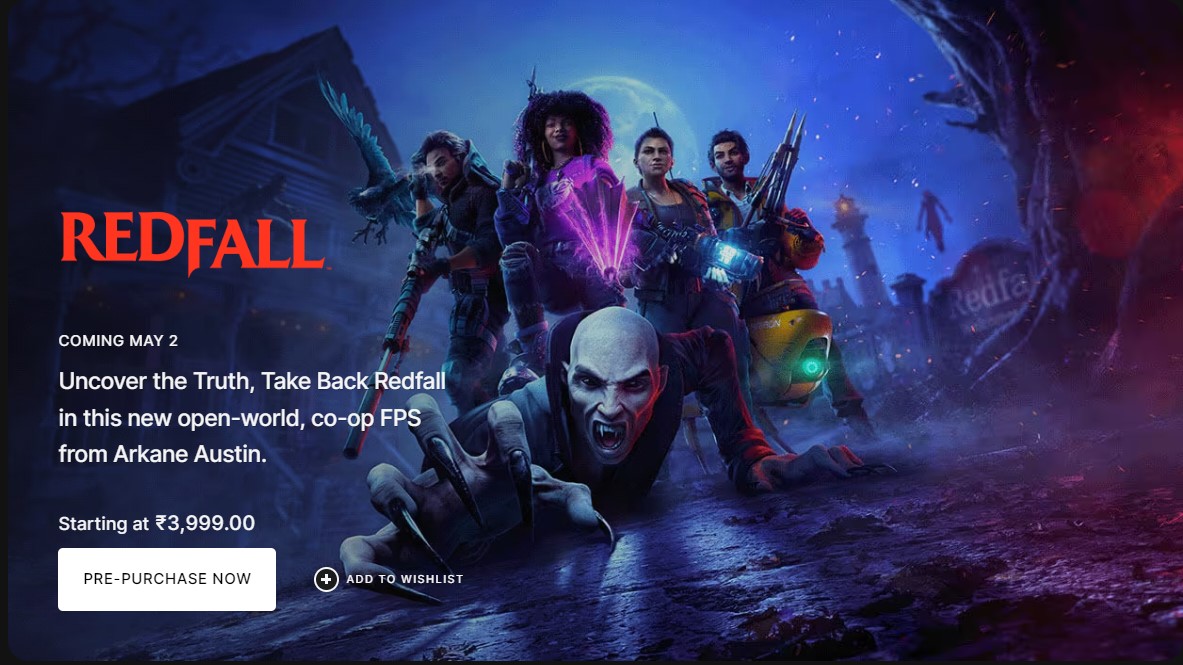 REDFALL
COMING MAY 2
Uncover the Truth, Take Back Redfall
in this new open-world, co-op FPS
from Arkane Austin.
Starting at ₹3,999.00
PRE-PURCHASE NOW
ADD TO WISHLIST
Redfa